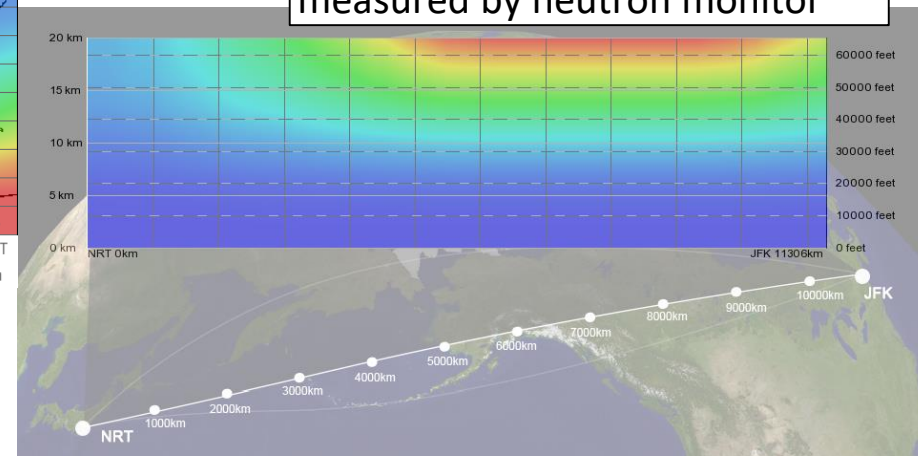 measured by neutron monitor
20 km
60000 feet
50000 feet
15 km
40000 feet
10 km
30000 feet
20000 feet
5 km
10000 feet
0 km
NRT 0km
JFK 11306km
0 feet
JFK
10000km
9000km
8000km
7000km
6000km
5000km
4000km
3000km
2000km
1000km
NRT